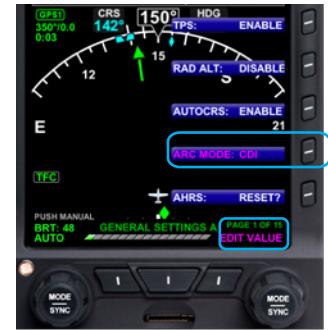 GPS1 CRS 150° HDG
350°/0.0 142° TPS: ENABLE
0:03
15
12 RAD ALT: DISABLE
S
AUTOCRS: ENABLE
E 21
ARC MODE: CDI
TFC
AHRS: RESET?
PUSH MANUAL
BRT: 48 GENERAL SETTINGS A PAGE 1 OF 15
AUTO EDIT VALUE
MODE MODE
SYNC SYNC